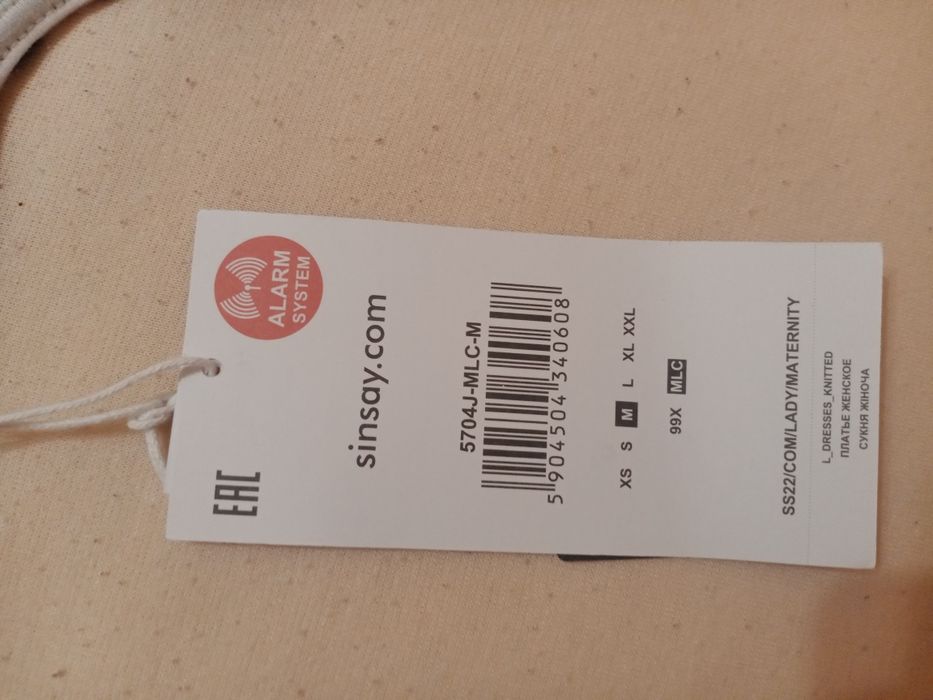 EAC
ALARM
SYSTEM
sinsay.com
5704J-MLC-M
5 904504 340608
XS S M L XL XXL
99X MLC
SS22/COM/LADY/MATERNITY
L_DRESSES_KNITTED
ПЛАТЬЕ ЖЕНСКОЕ
СУКНЯ ЖІНОЧА